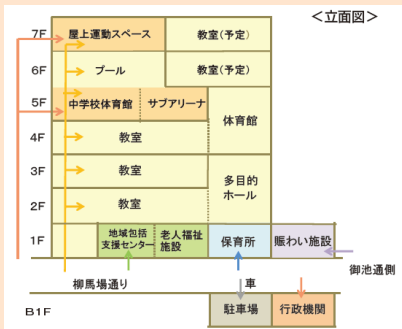 ＜立面図＞
7F 屋上運動スペース 教室(予定)
6F プール 教室(予定)
5F 中学校体育館 サブアリーナ
体育館
4F 教室
3F 教室
多目的
ホール
2F 教室
1F 地域包括
支援センター
老人福祉
施設
保育所 賑わい施設
御池通側
柳馬場通り 車
B1F 駐車場 行政機関